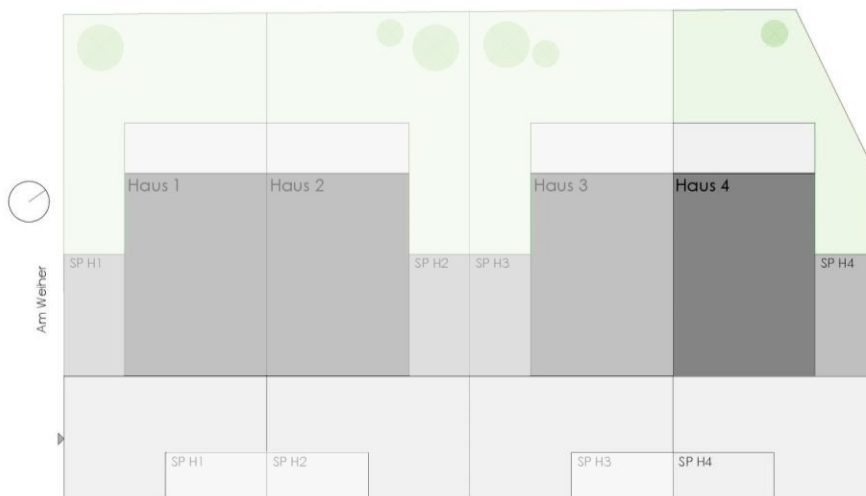 Haus 1
Haus 2
Haus 3
Haus 4
SP H1
SP H2
SP H3
SP H4
Am Weiher
SP H1
SP H2
SP H3
SP H4